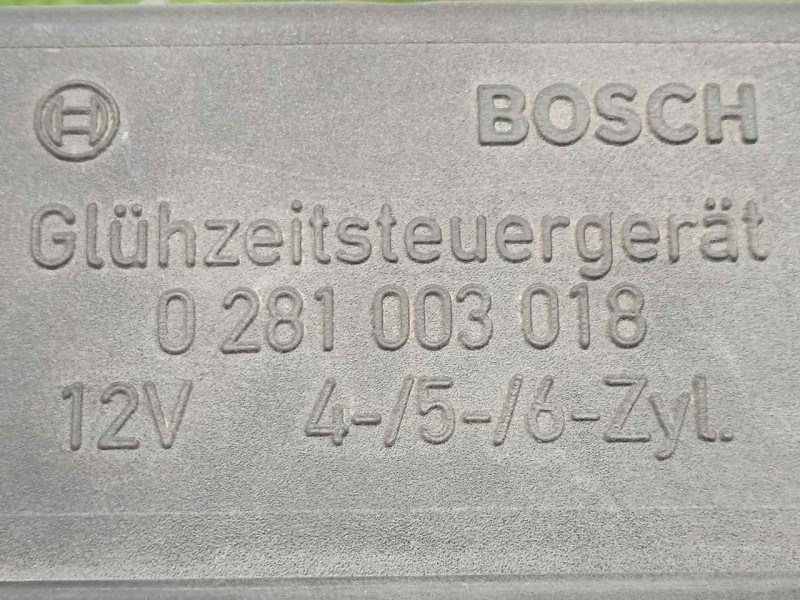 BOSCH
Glühzeitsteuergerät
0 281 003 018
12V 4-/5-/6-Zyl.